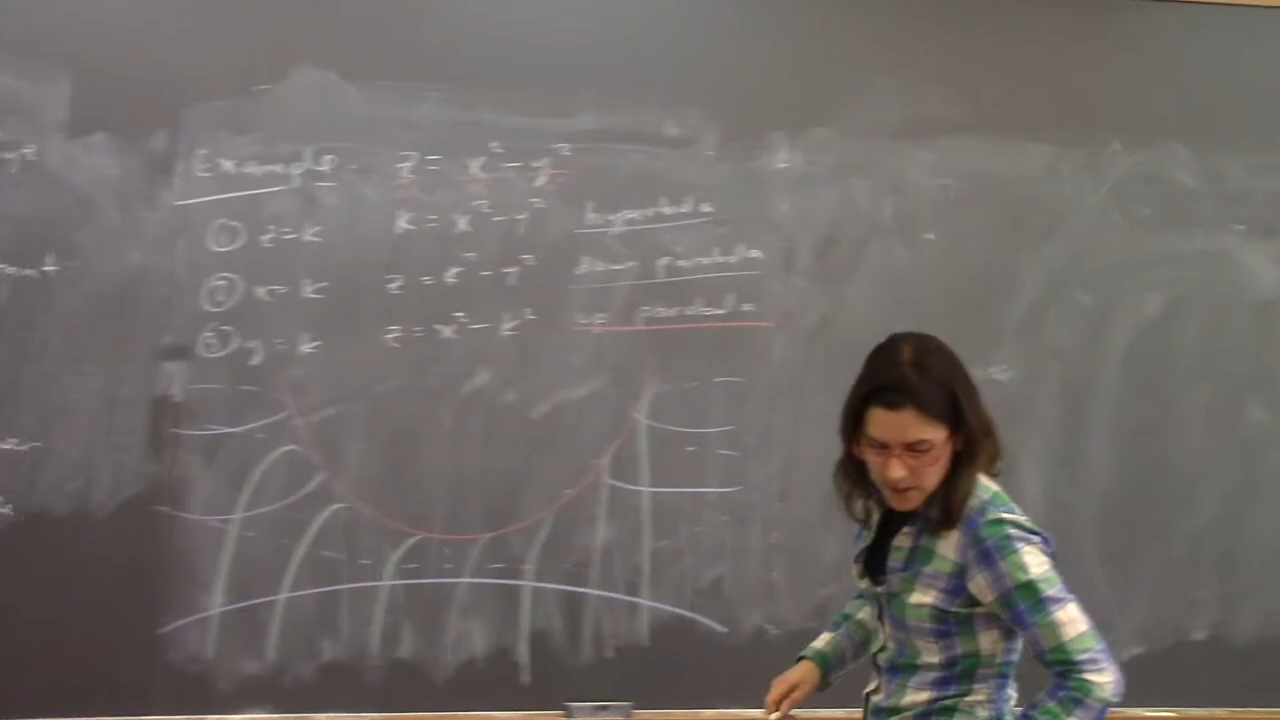 Example z = x² - y²
① z = k k = x² - y² hyperbola
② x = k z = k² - y² down parabola
③ y = k z = x² - k² up parabola